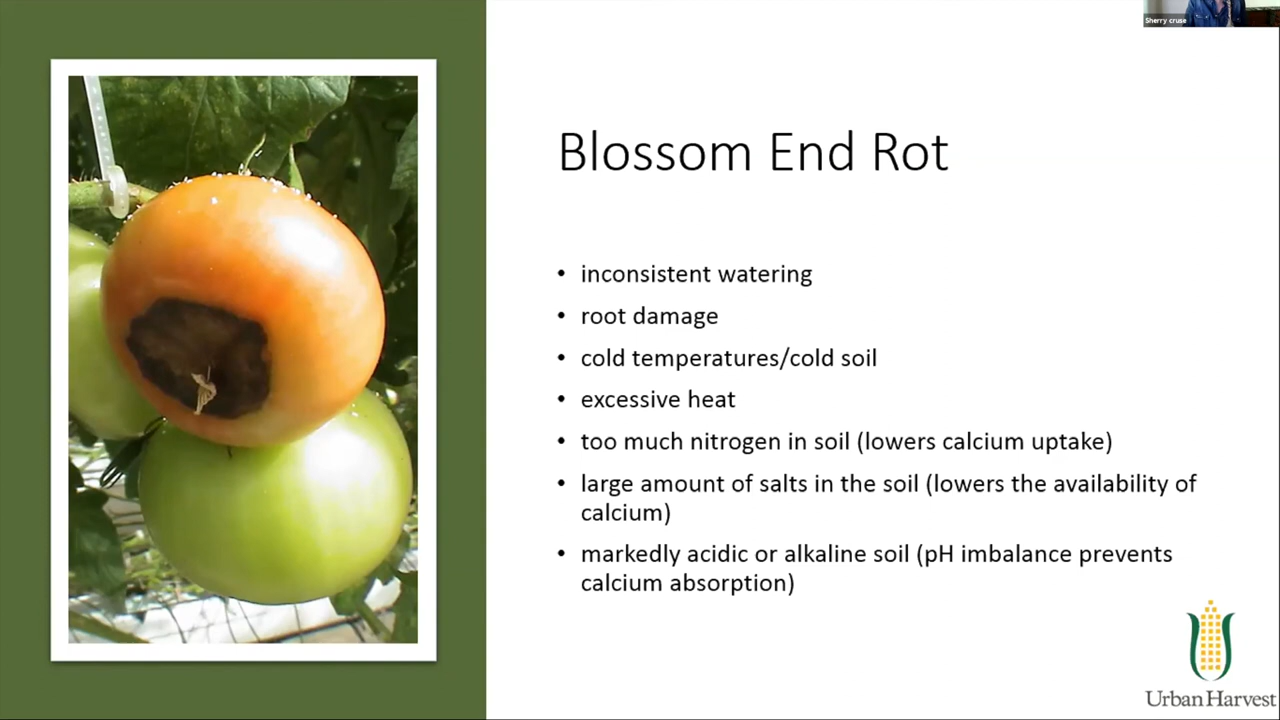 Sherry cruse
Blossom End Rot
• inconsistent watering
• root damage
• cold temperatures/cold soil
• excessive heat
• too much nitrogen in soil (lowers calcium uptake)
• large amount of salts in the soil (lowers the availability of
calcium)
• markedly acidic or alkaline soil (pH imbalance prevents
calcium absorption)
Urban Harvest